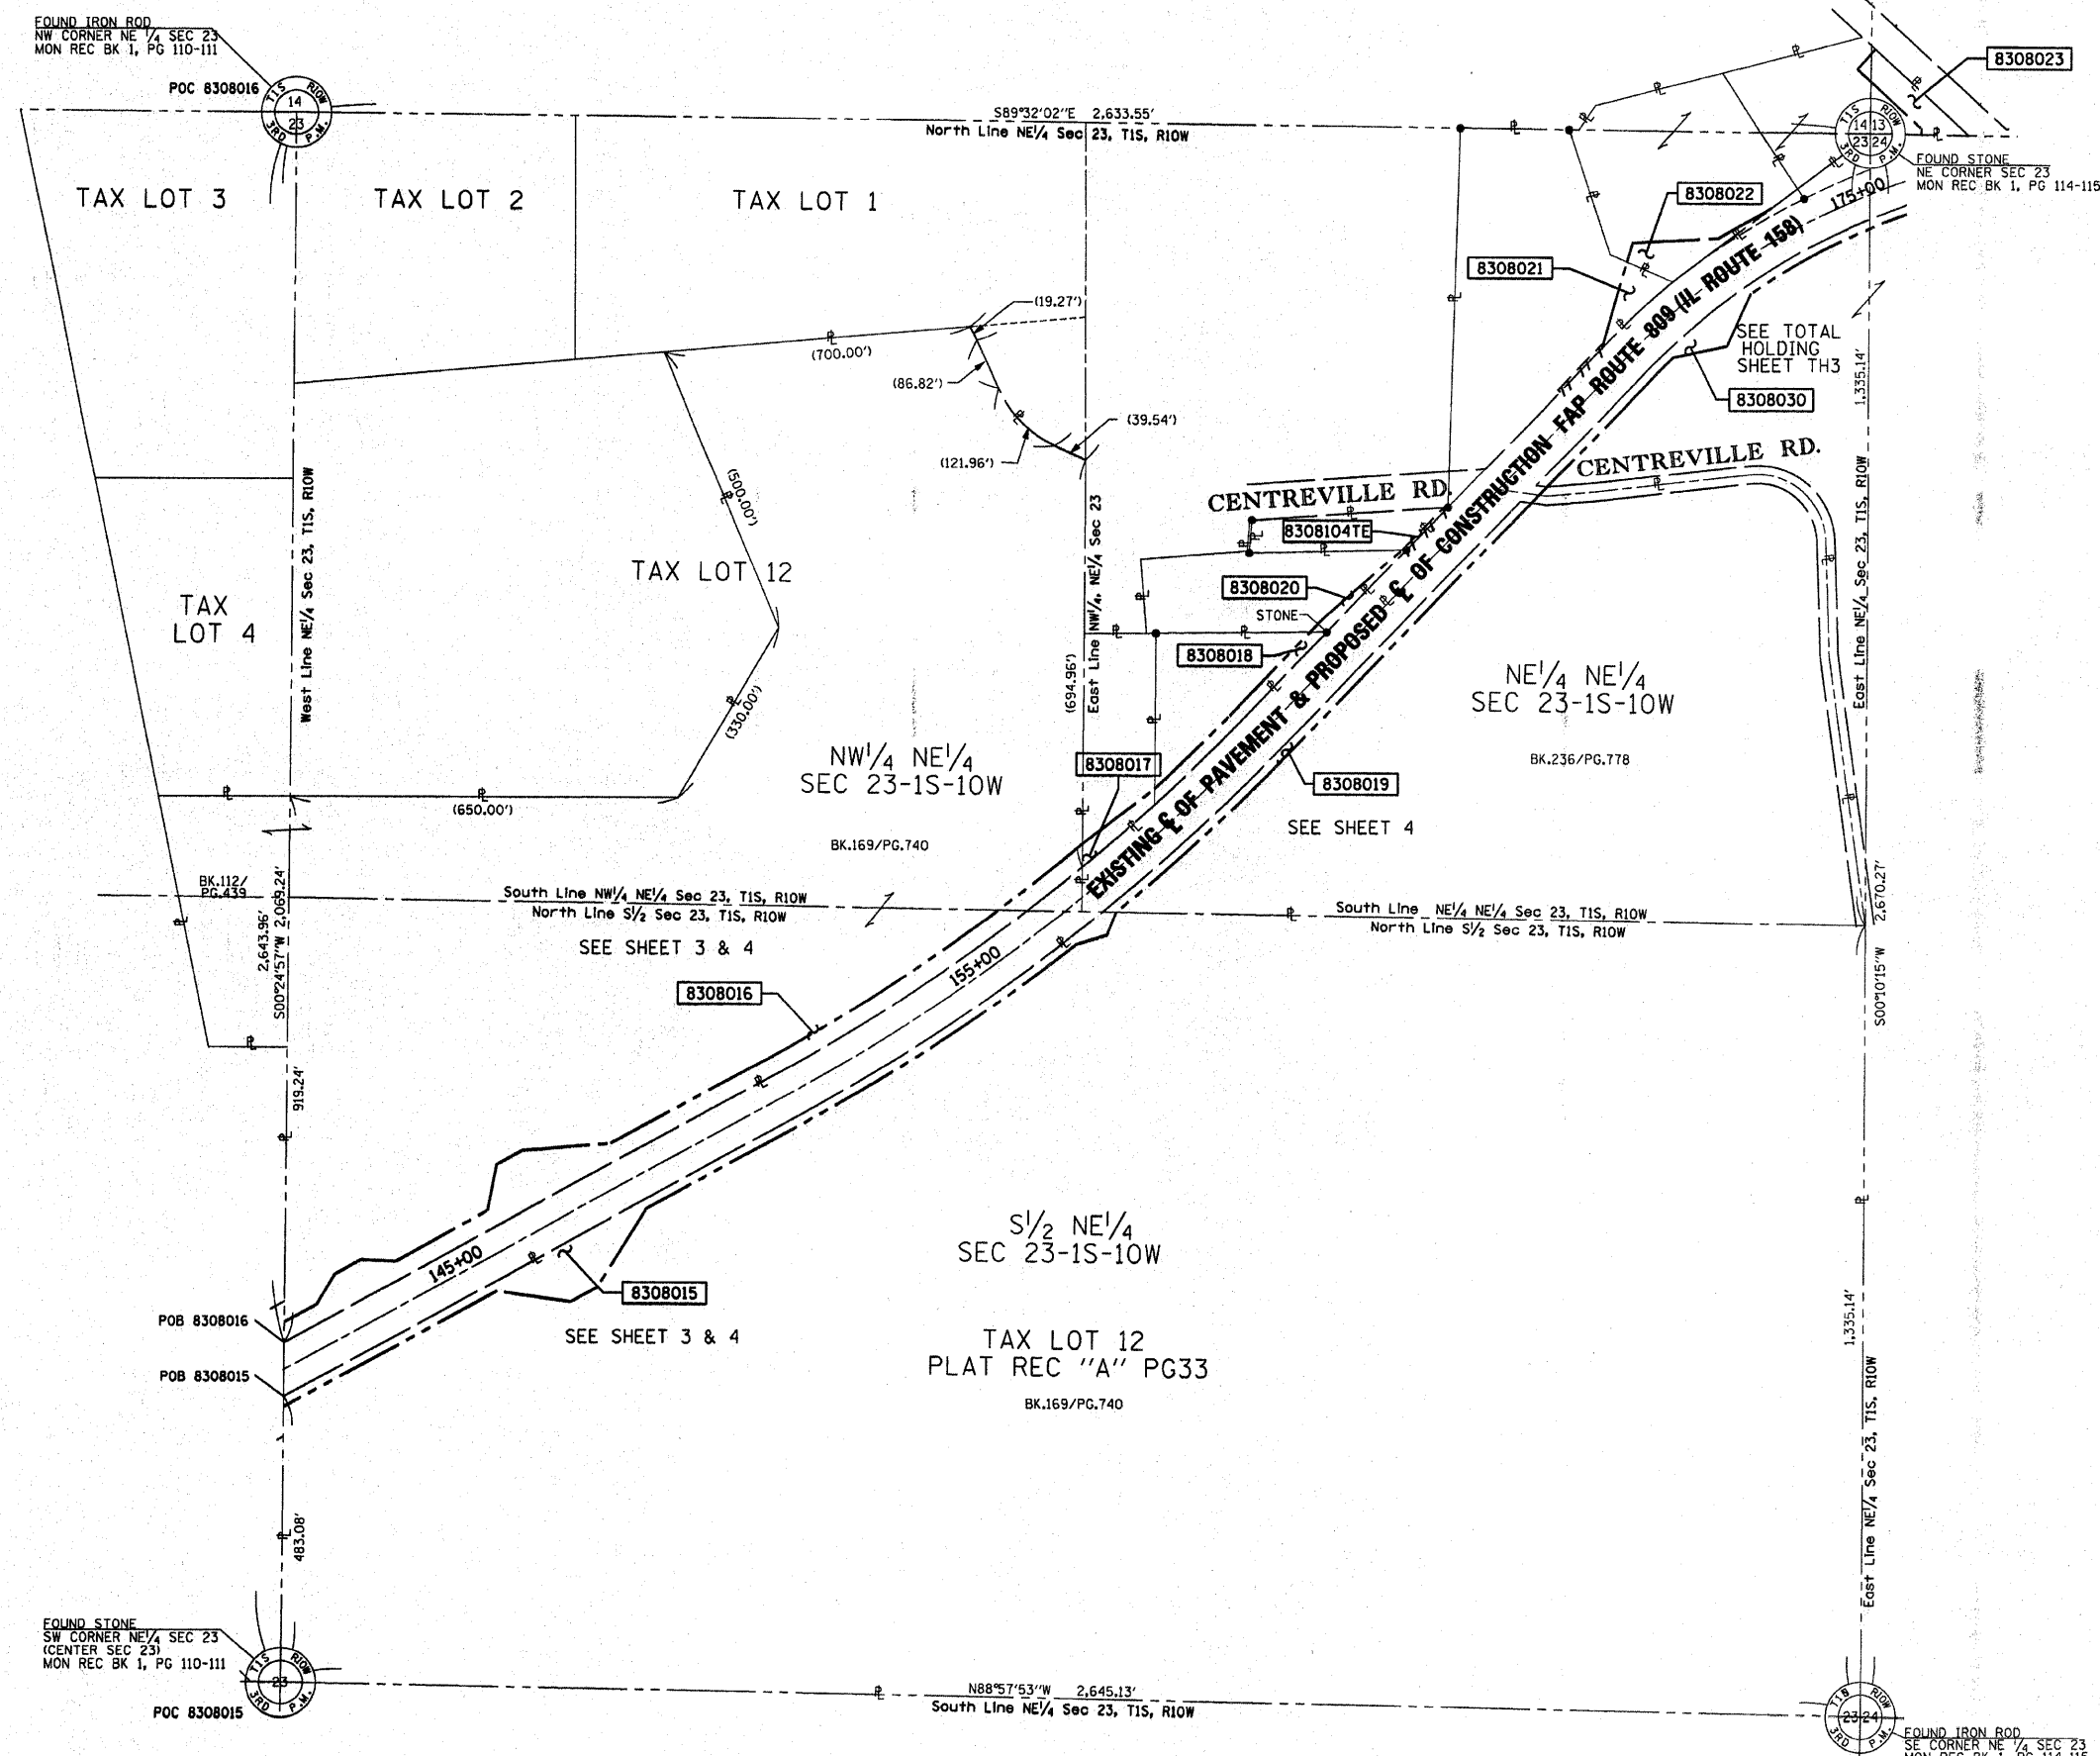 FOUND IRON ROD
NW CORNER NE 1/4 SEC 23
MON REC BK 1, PG 110-111
POC 8308016
T1S R10W
14
23
3RD P.M.
S89°32'02"E 2,633.55'
North Line NE1/4 Sec 23, T1S, R10W
8308023
T1S R10W
14 13
23 24
3RD P.M.
FOUND STONE
NE CORNER SEC 23
MON REC BK 1, PG 114-115
TAX LOT 3
TAX LOT 2
TAX LOT 1
8308022
175+00
8308021
(19.27')
(700.00')
(86.82')
(39.54')
(121.96')
SEE TOTAL
HOLDING
SHEET TH3
8308030
1,335.14'
CENTREVILLE RD.
CENTREVILLE RD.
EXISTING ℄ OF PAVEMENT & PROPOSED ℄ OF CONSTRUCTION FAP ROUTE 809 (IL ROUTE 158)
West Line NE1/4 Sec 23, T1S, R10W
(500.00')
East Line NW1/4, NE1/4 Sec 23
East Line NE1/4 Sec 23, T1S, R10W
8308104TE
TAX LOT 12
TAX
LOT 4
8308020
STONE
8308018
(694.96')
(330.00')
NE1/4 NE1/4
SEC 23-1S-10W
BK.236/PG.778
NW1/4 NE1/4
SEC 23-1S-10W
BK.169/PG.740
8308017
8308019
SEE SHEET 4
(650.00')
BK.112/
PG.439
South Line NW1/4 NE1/4 Sec 23, T1S, R10W
North Line S1/2 Sec 23, T1S, R10W
South Line NE1/4 NE1/4 Sec 23, T1S, R10W
North Line S1/2 Sec 23, T1S, R10W
2,643.96'
S00°24'57"W 2,069.24'
S00°10'15"W 2,670.27'
SEE SHEET 3 & 4
155+00
8308016
919.24'
145+00
S1/2 NE1/4
SEC 23-1S-10W
8308015
SEE SHEET 3 & 4
POB 8308016
POB 8308015
TAX LOT 12
PLAT REC "A" PG33
BK.169/PG.740
1,335.14'
East Line NE1/4 Sec 23, T1S, R10W
483.08'
FOUND STONE
SW CORNER NE1/4 SEC 23
(CENTER SEC 23)
MON REC BK 1, PG 110-111
T1S R10W
23
3RD P.M.
POC 8308015
N88°57'53"W 2,645.13'
South Line NE1/4 Sec 23, T1S, R10W
T1S R10W
23 24
3RD P.M.
FOUND IRON ROD
SE CORNER NE 1/4 SEC 23
MON REC BK 1, PG 114-115